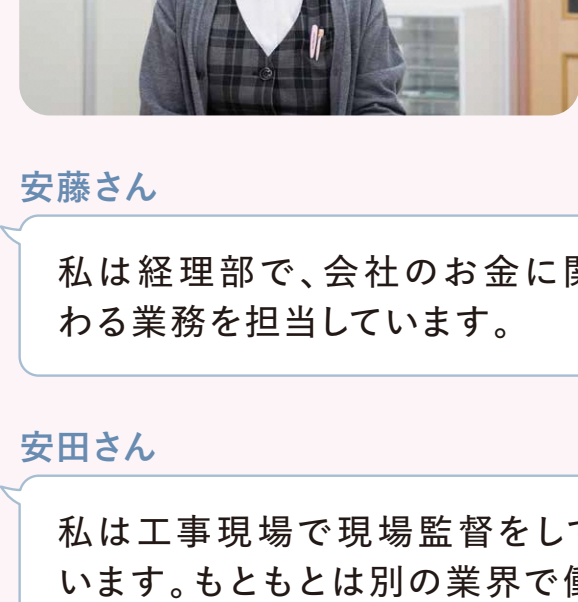 安藤さん
私は経理部で、会社のお金に関
わる業務を担当しています。
安田さん
私は工事現場で現場監督をして
います。もともとは別の業界で働